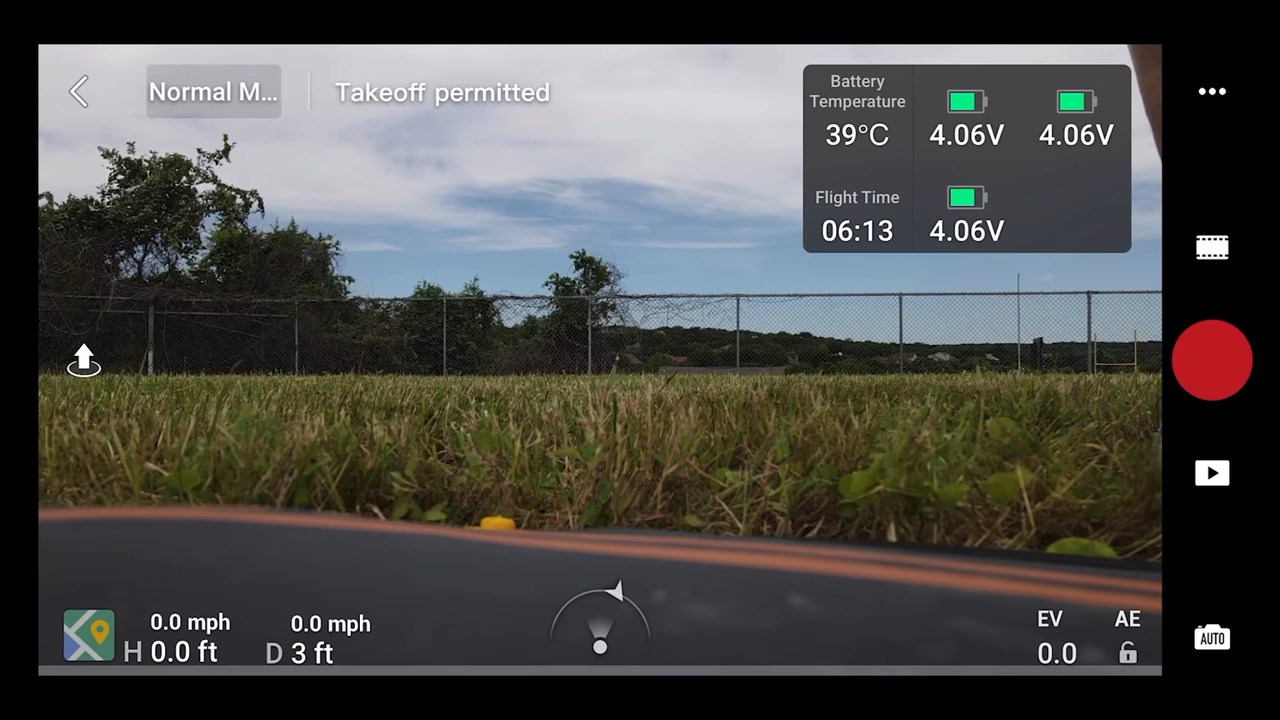 Normal M...
Takeoff permitted
Battery
Temperature
39°C
4.06V
4.06V
Flight Time
06:13
4.06V
0.0 mph
0.0 mph
H 0.0 ft
D 3 ft
EV
AE
0.0
AUTO